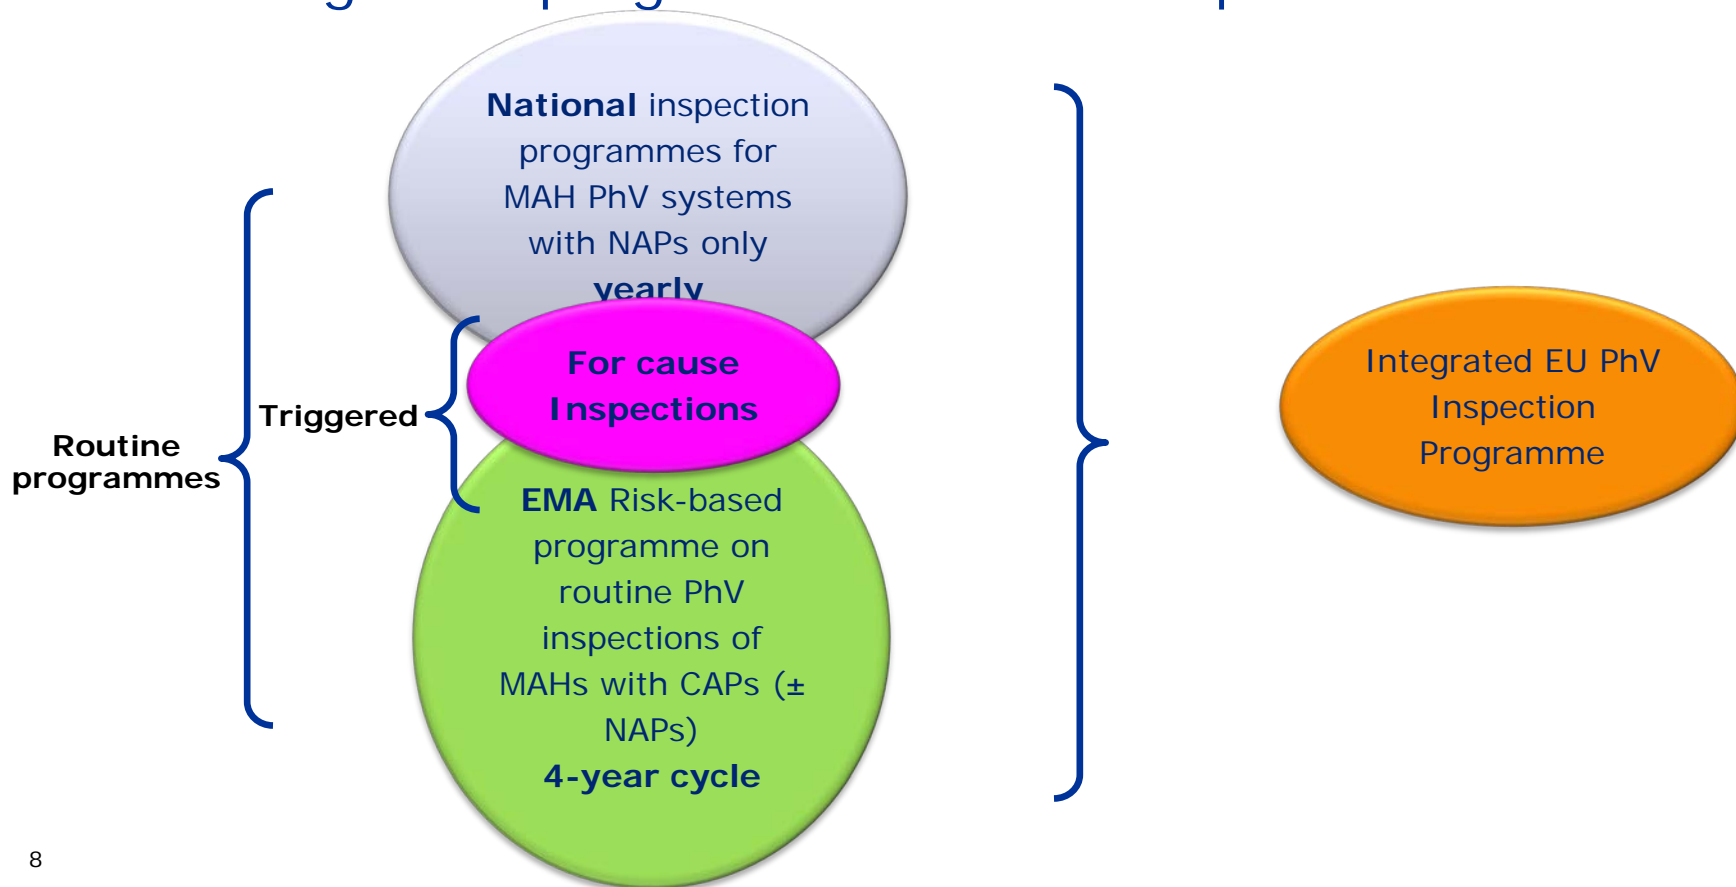 National inspection
programmes for
MAH PhV systems
with NAPs only
yearly
For cause
Inspections
Triggered
Routine
programmes
EMA Risk-based
programme on
routine PhV
inspections of
MAHs with CAPs (±
NAPs)
4-year cycle
Integrated EU PhV
Inspection
Programme
8